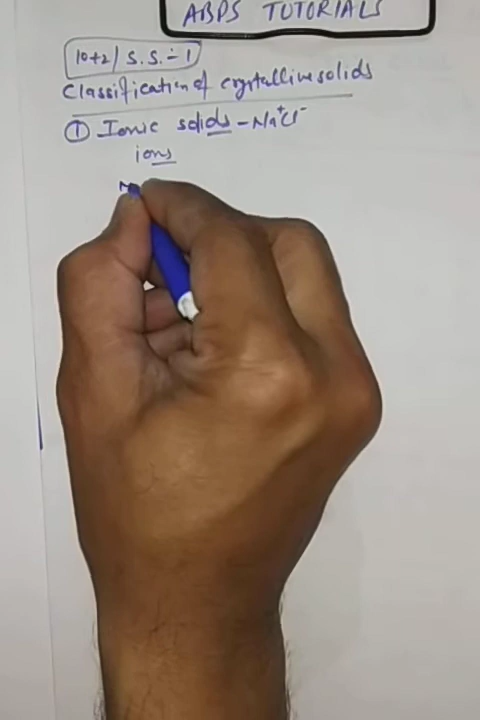 ABPS TUTORIALS
10+2/ S.S.-1
Classification of crystalline solids
① Ionic solids - Na⁺Cl⁻
ions